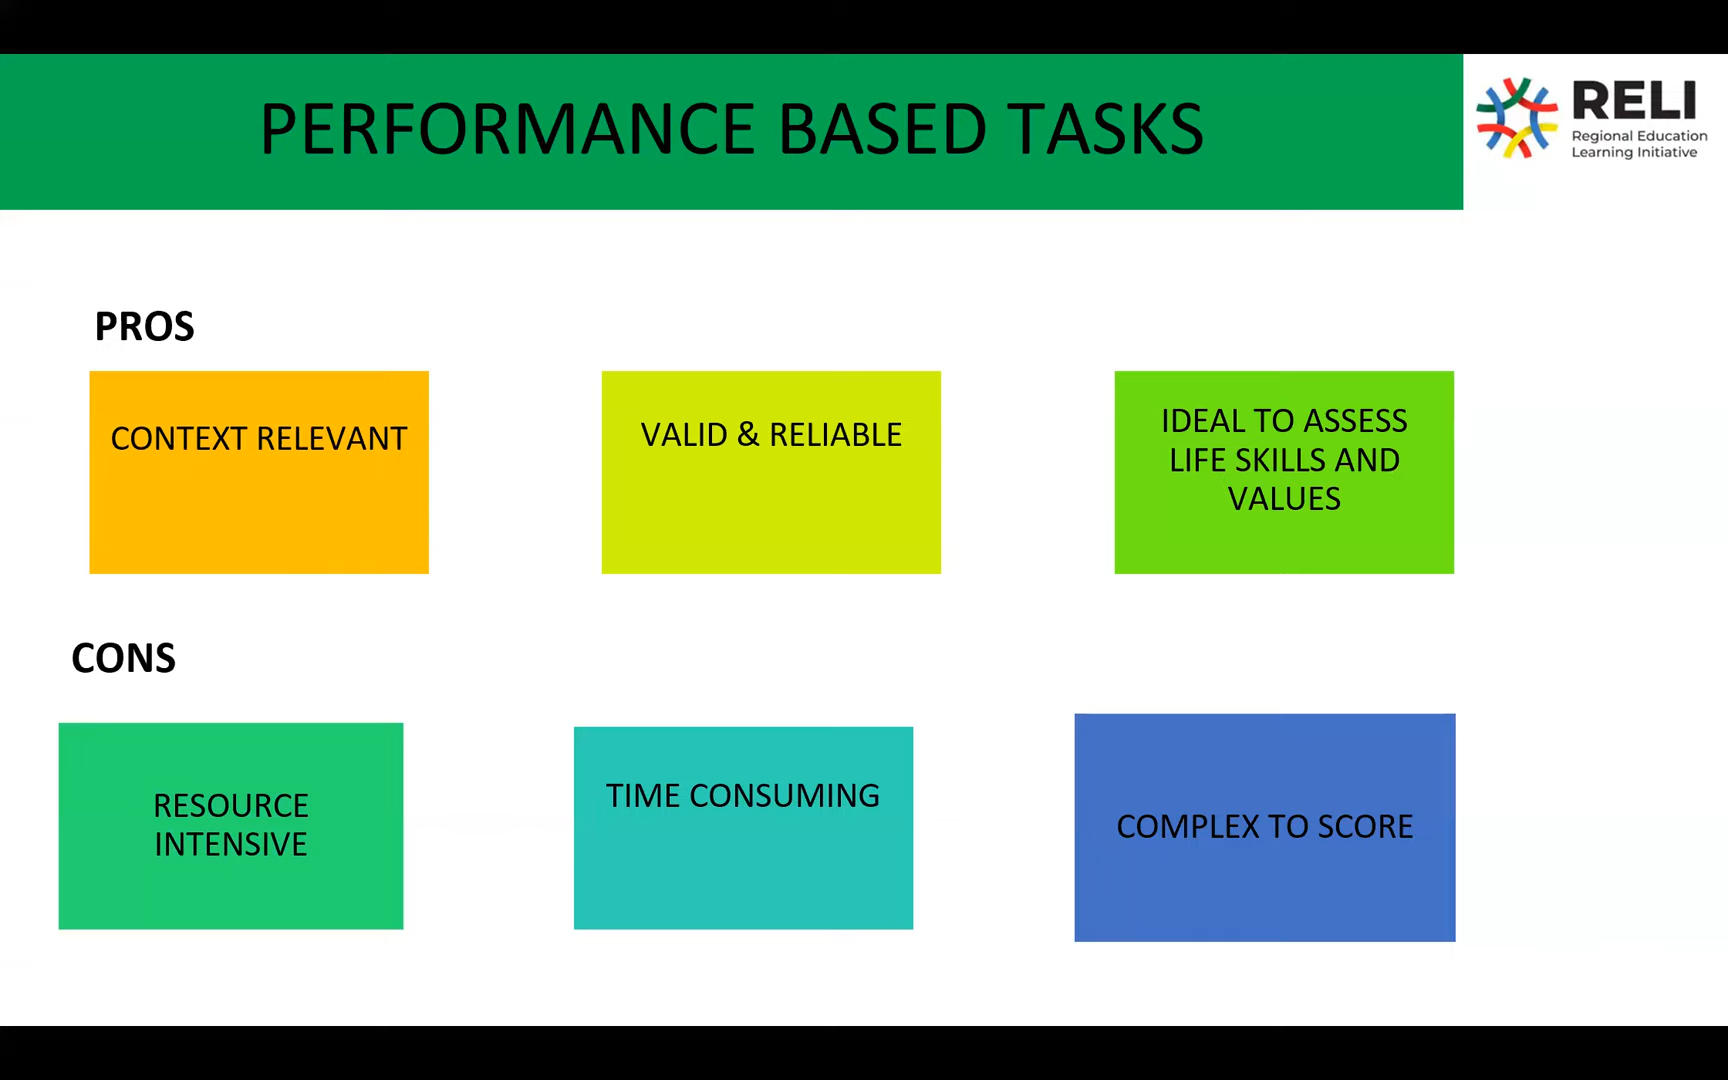 PERFORMANCE BASED TASKS
RELI
Regional Education
Learning Initiative
PROS
CONTEXT RELEVANT
VALID & RELIABLE
IDEAL TO ASSESS
LIFE SKILLS AND
VALUES
CONS
RESOURCE
INTENSIVE
TIME CONSUMING
COMPLEX TO SCORE